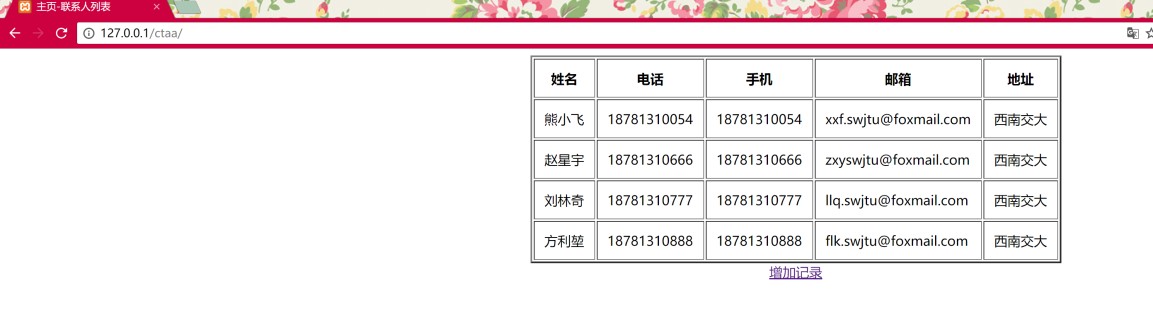 主页-联系人列表
127.0.0.1/ctaa/
姓名 电话 手机 邮箱 地址
熊小飞 18781310054 18781310054 xxf.swjtu@foxmail.com 西南交大
赵星宇 18781310666 18781310666 zxyswjtu@foxmail.com 西南交大
刘林奇 18781310777 18781310777 llq.swjtu@foxmail.com 西南交大
方利堃 18781310888 18781310888 flk.swjtu@foxmail.com 西南交大
增加记录